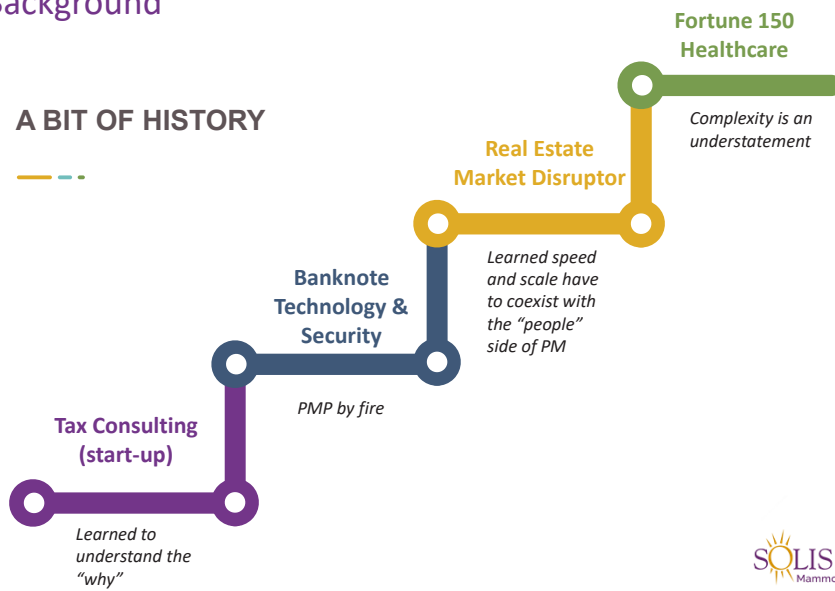 Background
A BIT OF HISTORY
Tax Consulting
(start-up)
Learned to
understand the
“why”
Banknote
Technology &
Security
PMP by fire
Real Estate
Market Disruptor
Learned speed
and scale have
to coexist with
the “people”
side of PM
Fortune 150
Healthcare
Complexity is an
understatement
SOLIS
Mammo